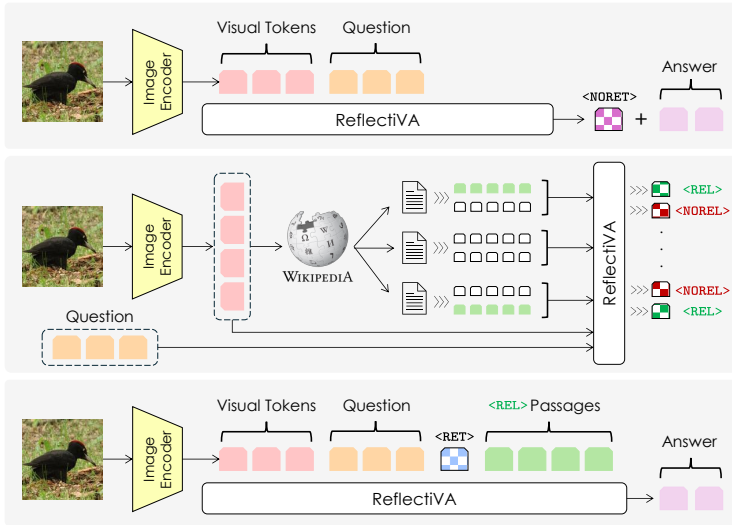 Visual Tokens
Question
Image
Encoder
Answer
<NORET>
+
ReflectiVA
Image
Encoder
Ω
W
И
WIKIPEDIA
ReflectiVA
<REL>
<NOREL>
<NOREL>
<REL>
Question
Visual Tokens
Question
<REL> Passages
Image
Encoder
<RET>
Answer
ReflectiVA